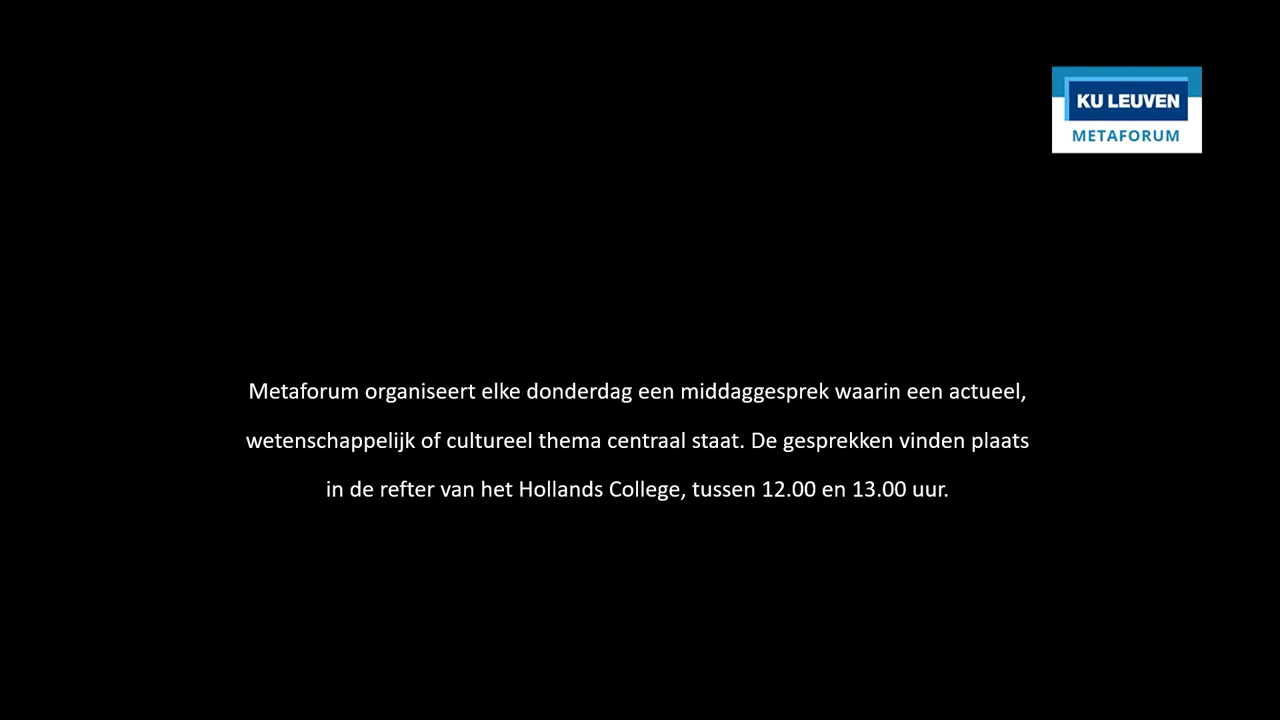 KU LEUVEN
METAFORUM
Metaforum organiseert elke donderdag een middaggesprek waarin een actueel,
wetenschappelijk of cultureel thema centraal staat. De gesprekken vinden plaats
in de refter van het Hollands College, tussen 12.00 en 13.00 uur.